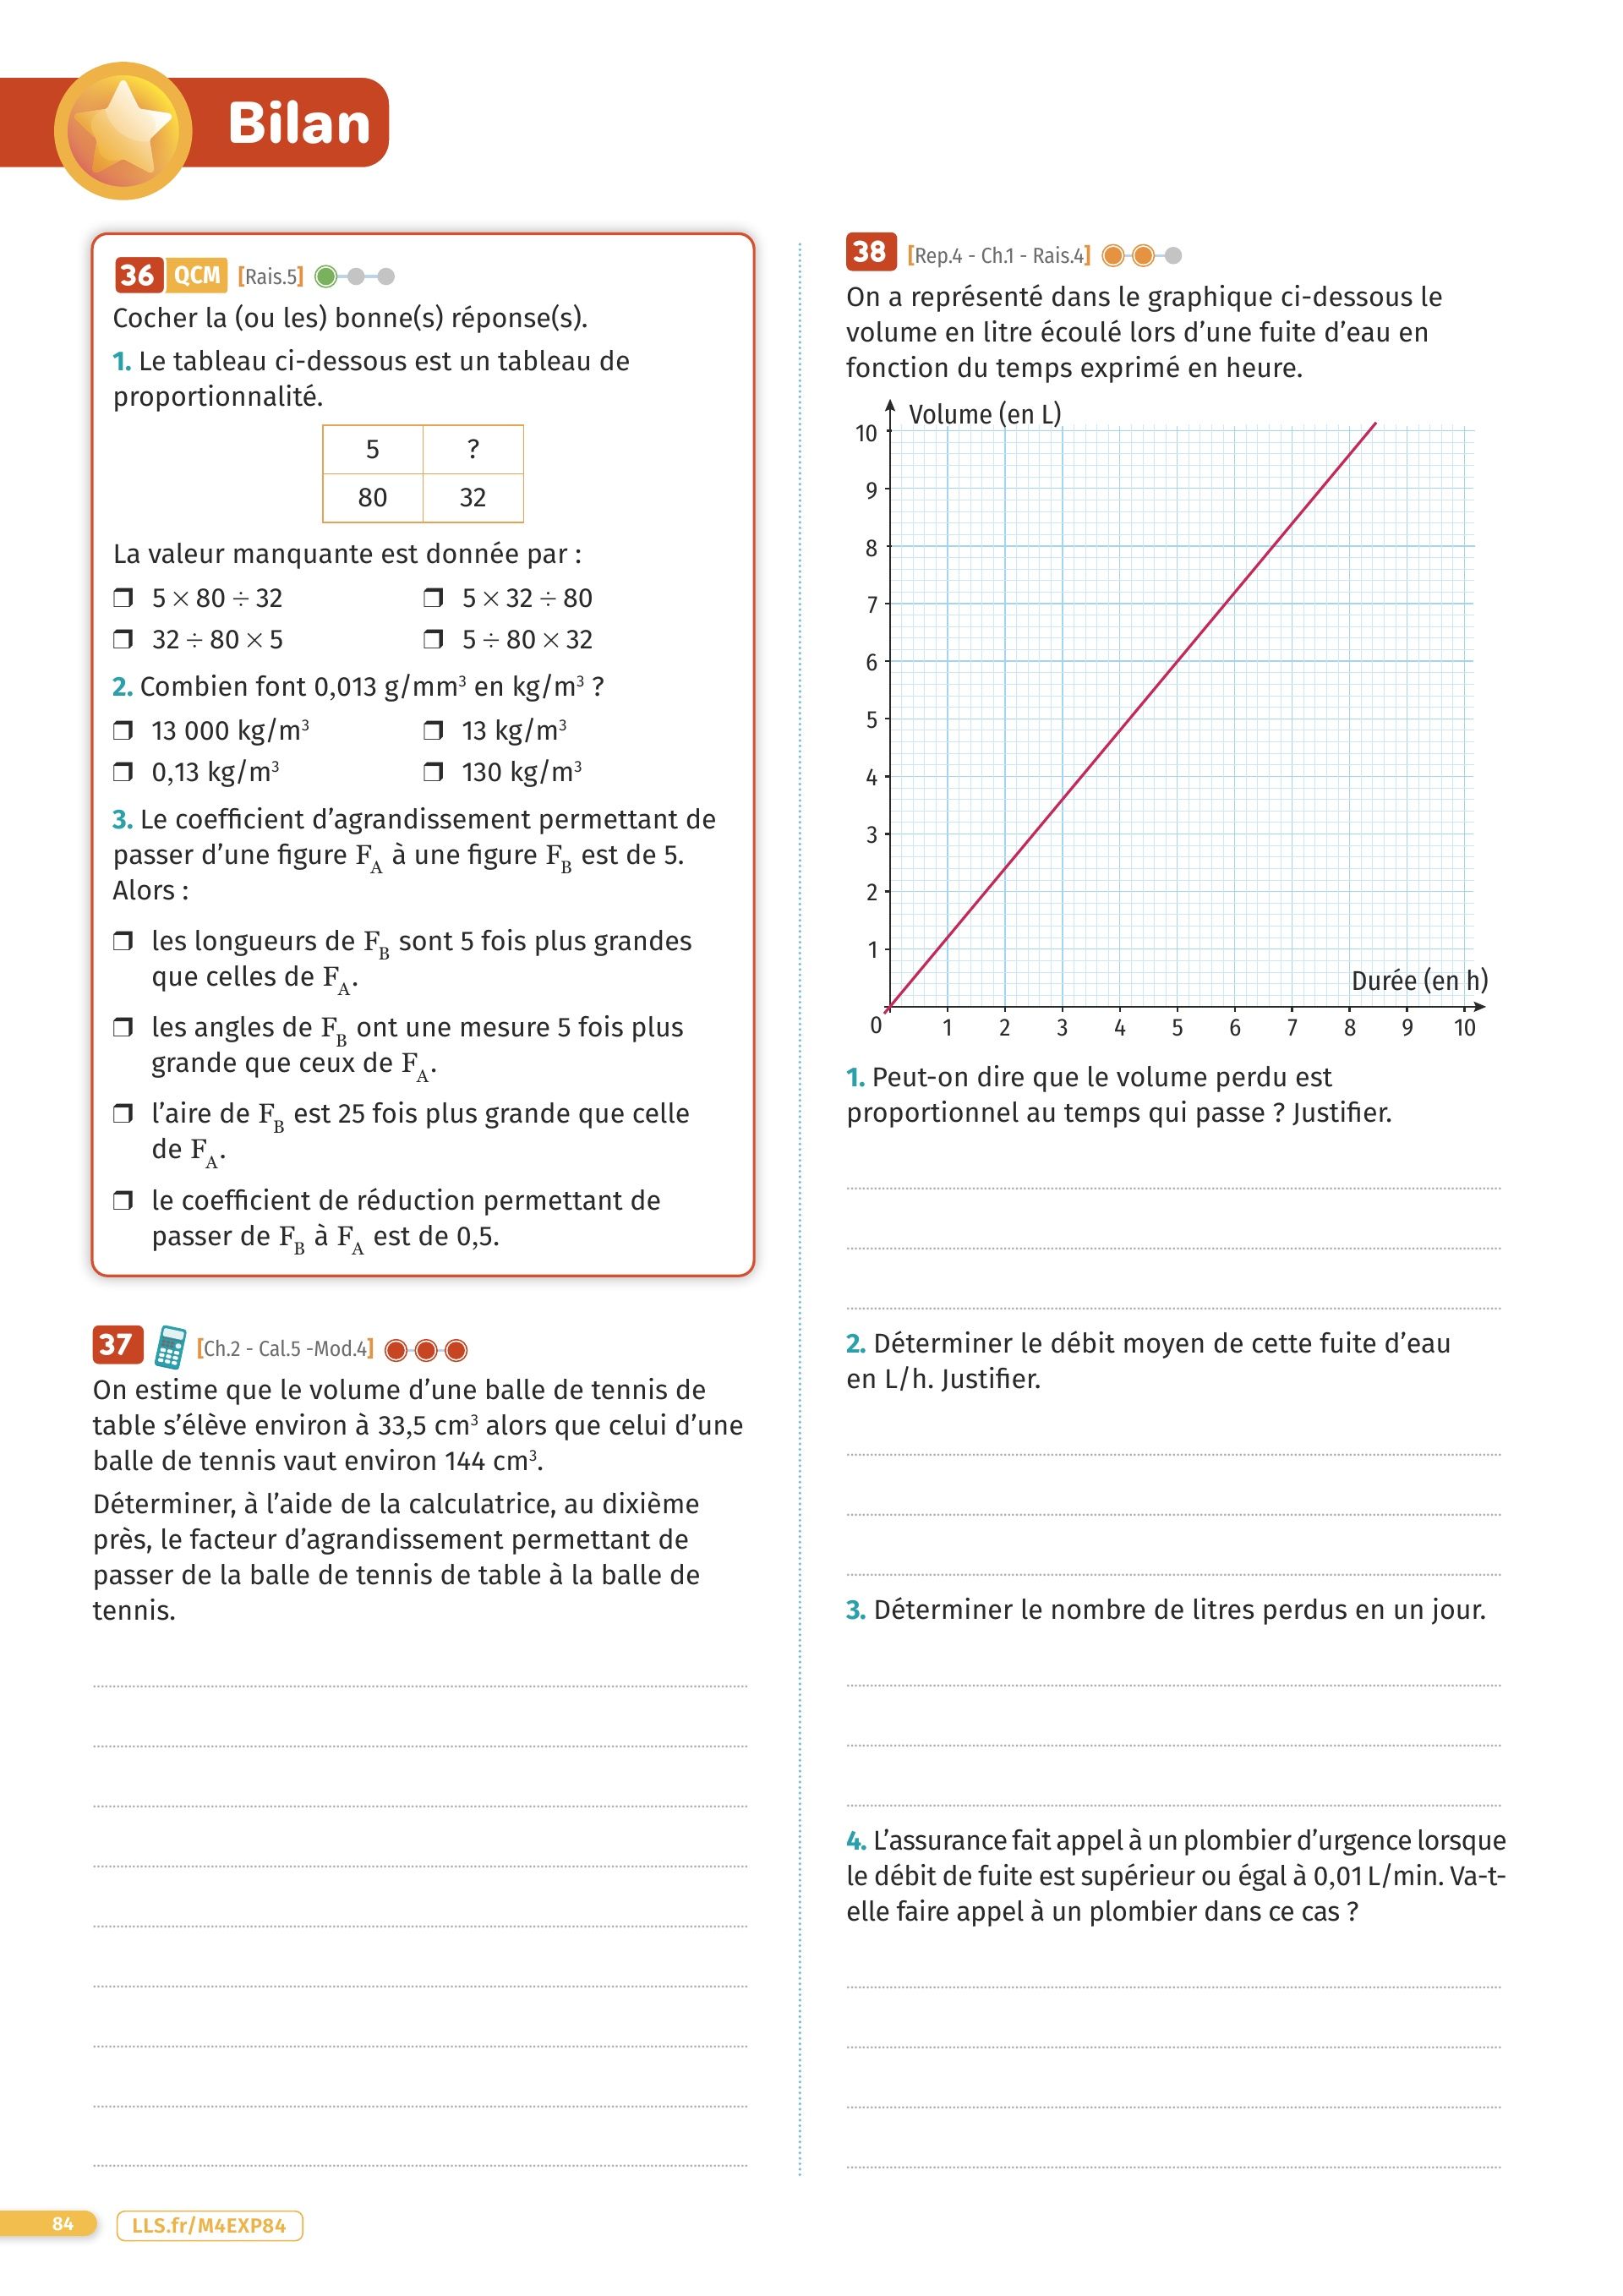 Bilan
36 QCM [Rais.5]
Cocher la (ou les) bonne(s) réponse(s).
1. Le tableau ci-dessous est un tableau de
proportionnalité.
5 ?
80 32
La valeur manquante est donnée par :
❒ 5 × 80 ÷ 32 ❒ 5 × 32 ÷ 80
❒ 32 ÷ 80 × 5 ❒ 5 ÷ 80 × 32
2. Combien font 0,013 g/mm³ en kg/m³ ?
❒ 13 000 kg/m³ ❒ 13 kg/m³
❒ 0,13 kg/m³ ❒ 130 kg/m³
3. Le coefficient d’agrandissement permettant de
passer d’une figure F_A à une figure F_B est de 5.
Alors :
❒ les longueurs de F_B sont 5 fois plus grandes
que celles de F_A.
❒ les angles de F_B ont une mesure 5 fois plus
grande que ceux de F_A.
❒ l’aire de F_B est 25 fois plus grande que celle
de F_A.
❒ le coefficient de réduction permettant de
passer de F_B à F_A est de 0,5.
37 [Ch.2 - Cal.5 -Mod.4]
On estime que le volume d’une balle de tennis de
table s’élève environ à 33,5 cm³ alors que celui d’une
balle de tennis vaut environ 144 cm³.
Déterminer, à l’aide de la calculatrice, au dixième
près, le facteur d’agrandissement permettant de
passer de la balle de tennis de table à la balle de
tennis.
38 [Rep.4 - Ch.1 - Rais.4]
On a représenté dans le graphique ci-dessous le
volume en litre écoulé lors d’une fuite d’eau en
fonction du temps exprimé en heure.
Volume (en L)
10
9
8
7
6
5
4
3
2
1
Durée (en h)
0 1 2 3 4 5 6 7 8 9 10
1. Peut-on dire que le volume perdu est
proportionnel au temps qui passe ? Justifier.
2. Déterminer le débit moyen de cette fuite d’eau
en L/h. Justifier.
3. Déterminer le nombre de litres perdus en un jour.
4. L’assurance fait appel à un plombier d’urgence lorsque
le débit de fuite est supérieur ou égal à 0,01 L/min. Va-t-
elle faire appel à un plombier dans ce cas ?
84 LLS.fr/M4EXP84